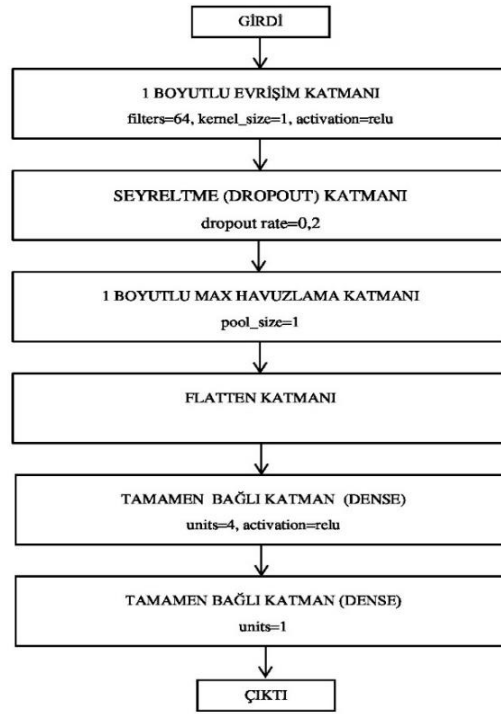 GİRDİ
1 BOYUTLU EVRİŞİM KATMANI
filters=64, kernel_size=1, activation=relu
SEYRELTME (DROPOUT) KATMANI
dropout rate=0,2
1 BOYUTLU MAX HAVUZLAMA KATMANI
pool_size=1
FLATTEN KATMANI
TAMAMEN BAĞLI KATMAN (DENSE)
units=4, activation=relu
TAMAMEN BAĞLI KATMAN (DENSE)
units=1
ÇIKTI